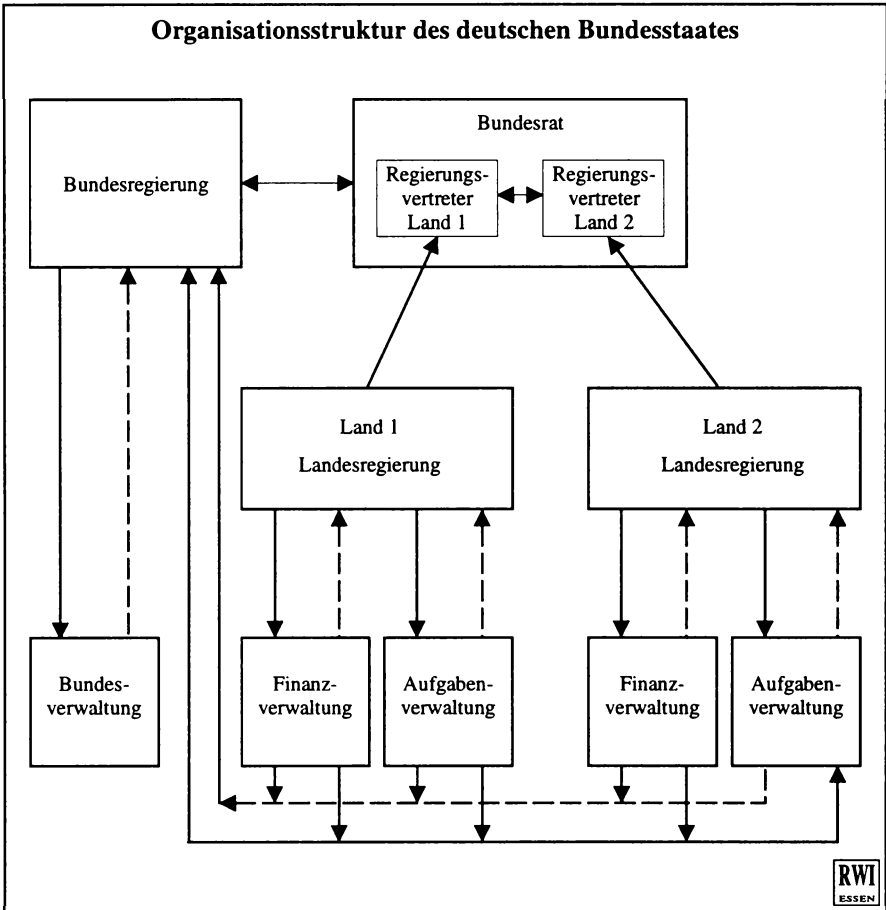 Organisationsstruktur des deutschen Bundesstaates
Bundesregierung
Bundesrat
Regierungs-
vertreter
Land 1
Regierungs-
vertreter
Land 2
Land 1
Landesregierung
Land 2
Landesregierung
Bundes-
verwaltung
Finanz-
verwaltung
Aufgaben-
verwaltung
Finanz-
verwaltung
Aufgaben-
verwaltung
RWI
ESSEN